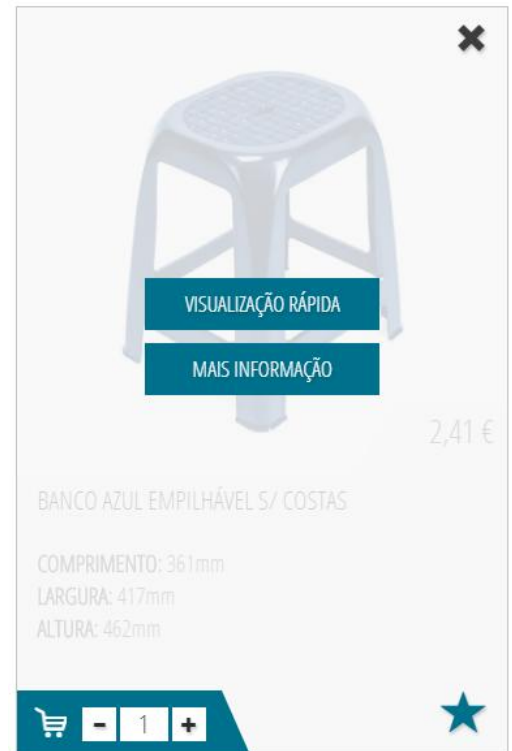 VISUALIZAÇÃO RÁPIDA
MAIS INFORMAÇÃO
2,41 €
BANCO AZUL EMPILHÁVEL S/ COSTAS
COMPRIMENTO: 361mm
LARGURA: 417mm
ALTURA: 462mm
- 1 +